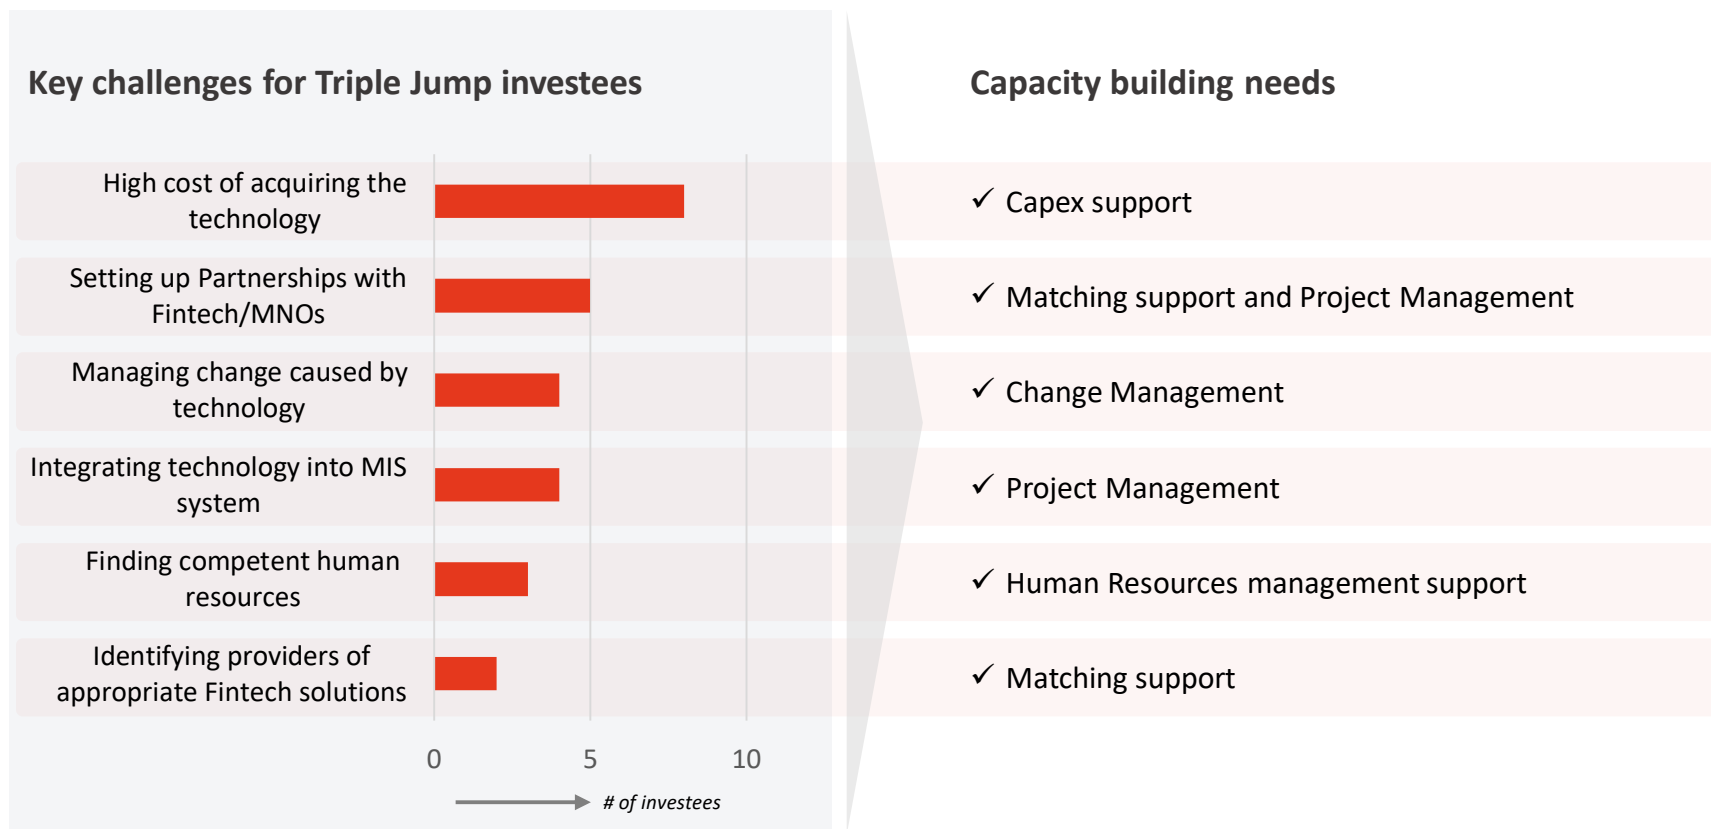 Key challenges for Triple Jump investees
Capacity building needs
High cost of acquiring the
technology
✓ Capex support
Setting up Partnerships with
Fintech/MNOs
✓ Matching support and Project Management
Managing change caused by
technology
✓ Change Management
Integrating technology into MIS
system
✓ Project Management
Finding competent human
resources
✓ Human Resources management support
Identifying providers of
appropriate Fintech solutions
✓ Matching support
0 5 10
# of investees